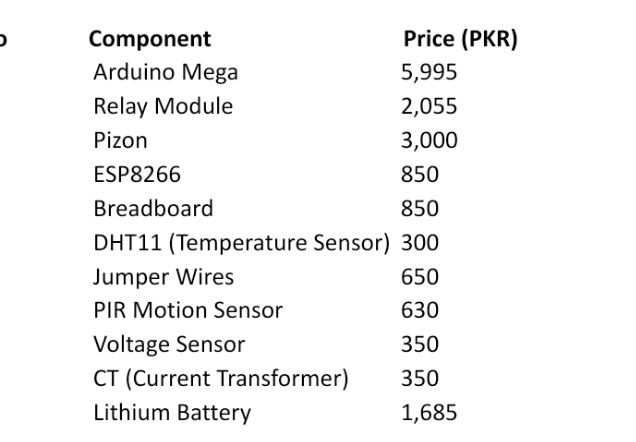 o Component Price (PKR)
Arduino Mega 5,995
Relay Module 2,055
Pizon 3,000
ESP8266 850
Breadboard 850
DHT11 (Temperature Sensor) 300
Jumper Wires 650
PIR Motion Sensor 630
Voltage Sensor 350
CT (Current Transformer) 350
Lithium Battery 1,685